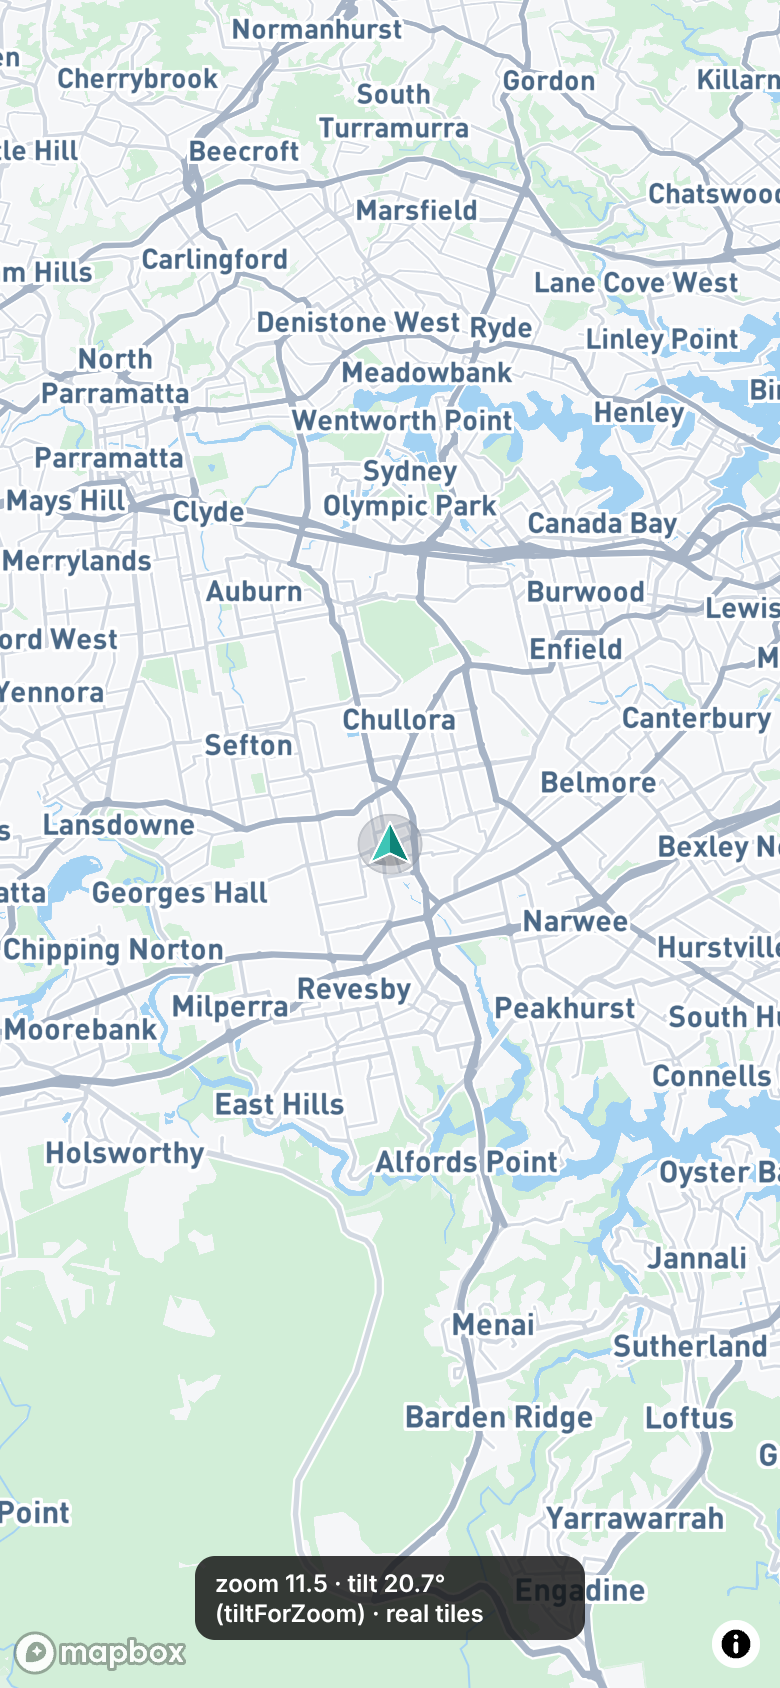 Normanhurst
Cherrybrook
Gordon
South
Turramurra
Beecroft
Marsfield
Carlingford
Lane Cove West
Denistone West
Ryde
Linley Point
North
Parramatta
Meadowbank
Wentworth Point
Henley
Parramatta
Sydney
Olympic Park
Mays Hill
Clyde
Canada Bay
Merrylands
Auburn
Burwood
Enfield
Yennora
Chullora
Canterbury
Sefton
Belmore
Lansdowne
Georges Hall
Narwee
Chipping Norton
Revesby
Milperra
Peakhurst
Moorebank
Connells
East Hills
Holsworthy
Alfords Point
Jannali
Menai
Sutherland
Barden Ridge
Loftus
Point
Yarrawarrah
Engadine
zoom 11.5 · tilt 20.7°
(tiltForZoom) · real tiles
mapbox